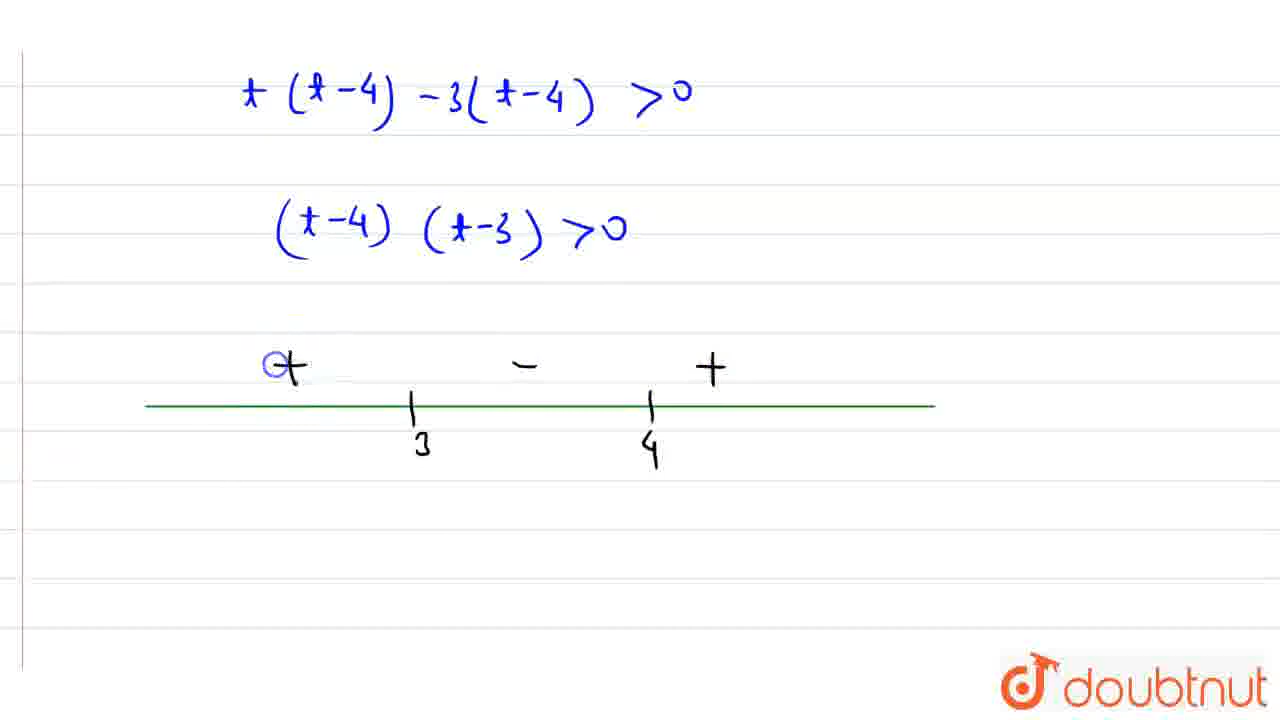 t (t-4) -3(t-4) >0
(t-4) (t-3) >0
+ - +
3 4
doubtnut